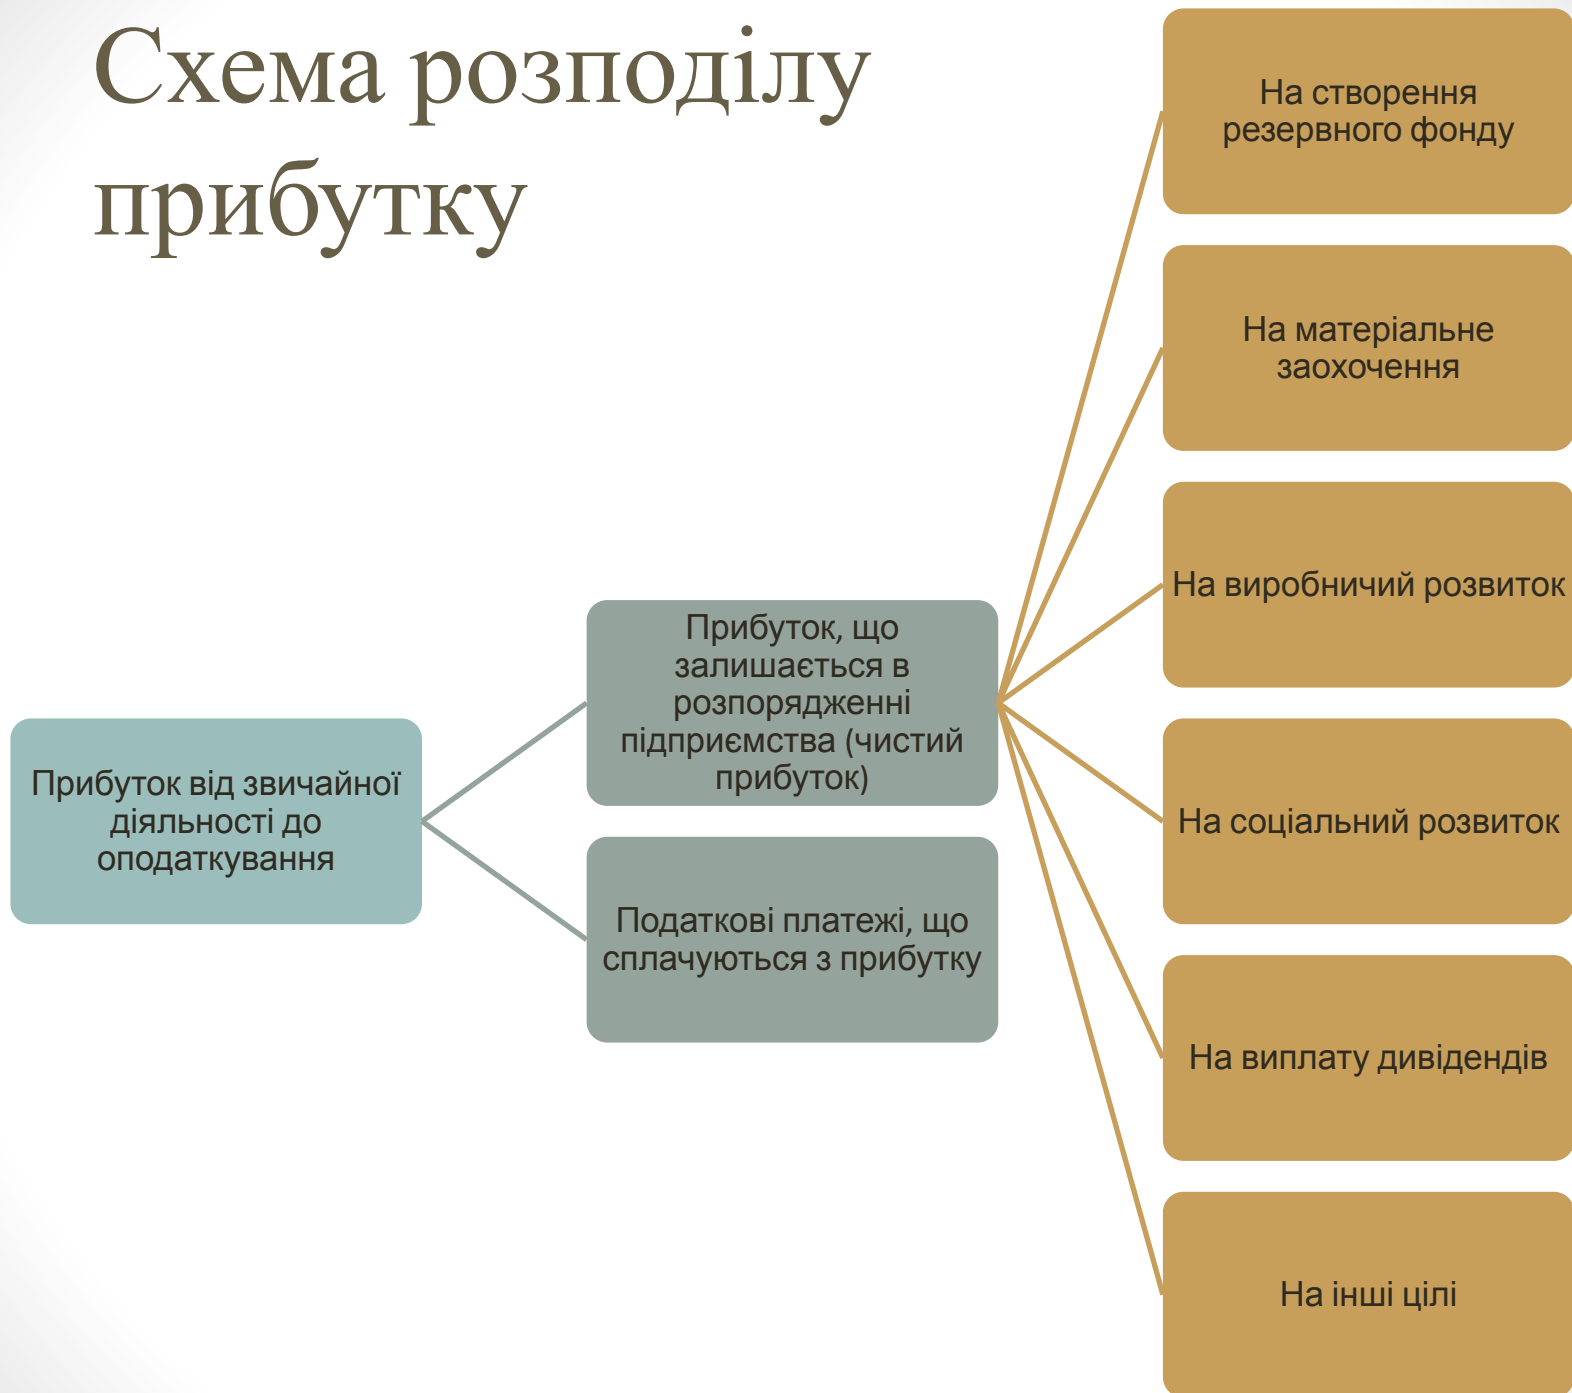 Схема розподілу
прибутку
Прибуток від звичайної
діяльності до
оподаткування
Прибуток, що
залишається в
розпорядженні
підприємства (чистий
прибуток)
Податкові платежі, що
сплачуються з прибутку
На створення
резервного фонду
На матеріальне
заохочення
На виробничий розвиток
На соціальний розвиток
На виплату дивідендів
На інші цілі